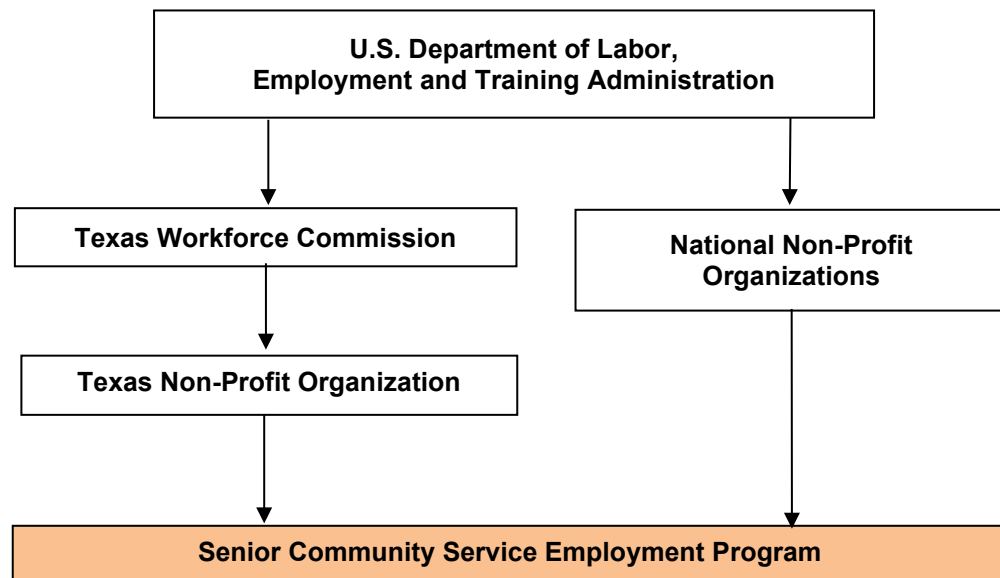 U.S. Department of Labor,
Employment and Training Administration
Texas Workforce Commission
National Non-Profit
Organizations
Texas Non-Profit Organization
Senior Community Service Employment Program